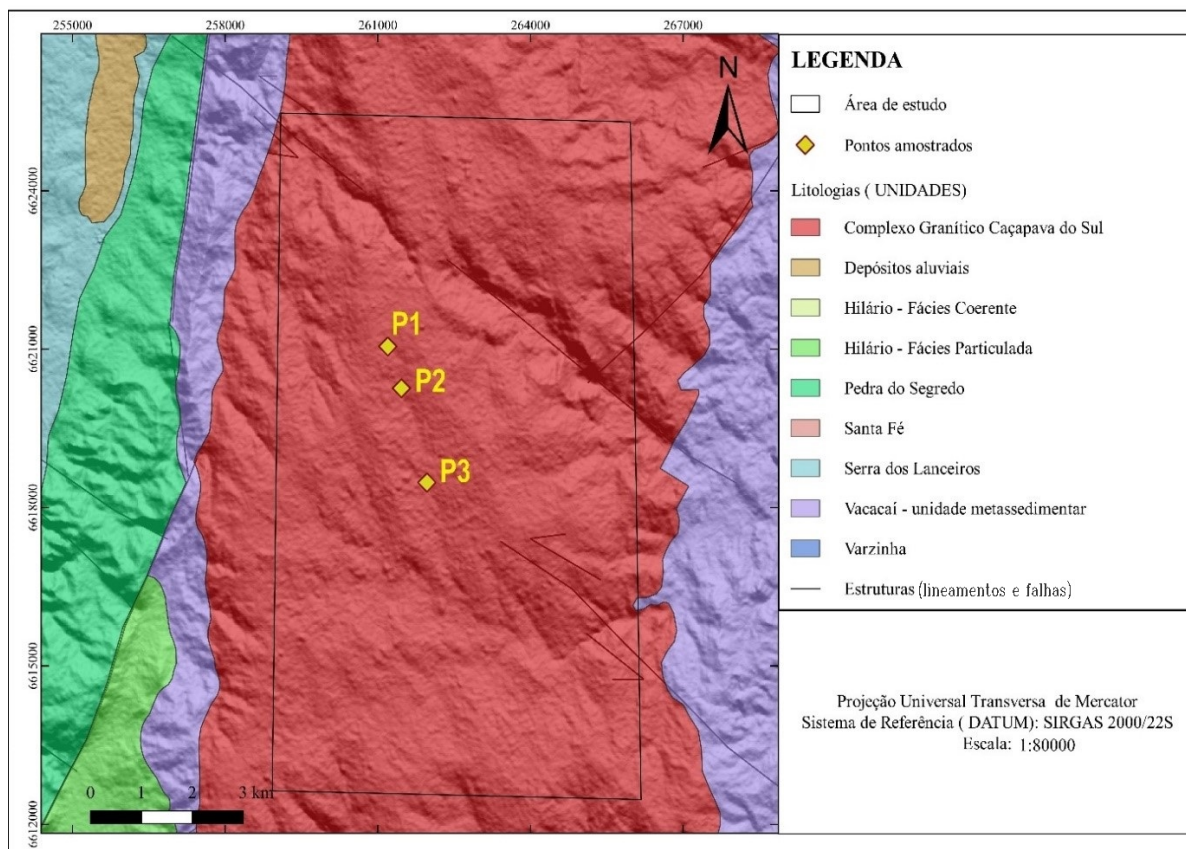 255000 258000 261000 264000 267000
6624000
6621000
6618000
6615000
6612000
N
P1
P2
P3
0 1 2 3 km
LEGENDA
Área de estudo
Pontos amostrados
Litologias ( UNIDADES)
Complexo Granítico Caçapava do Sul
Depósitos aluviais
Hilário - Fácies Coerente
Hilário - Fácies Particulada
Pedra do Segredo
Santa Fé
Serra dos Lanceiros
Vacacaí - unidade metassedimentar
Varzinha
Estruturas (lineamentos e falhas)
Projeção Universal Transversa de Mercator
Sistema de Referência ( DATUM): SIRGAS 2000/22S
Escala: 1:80000